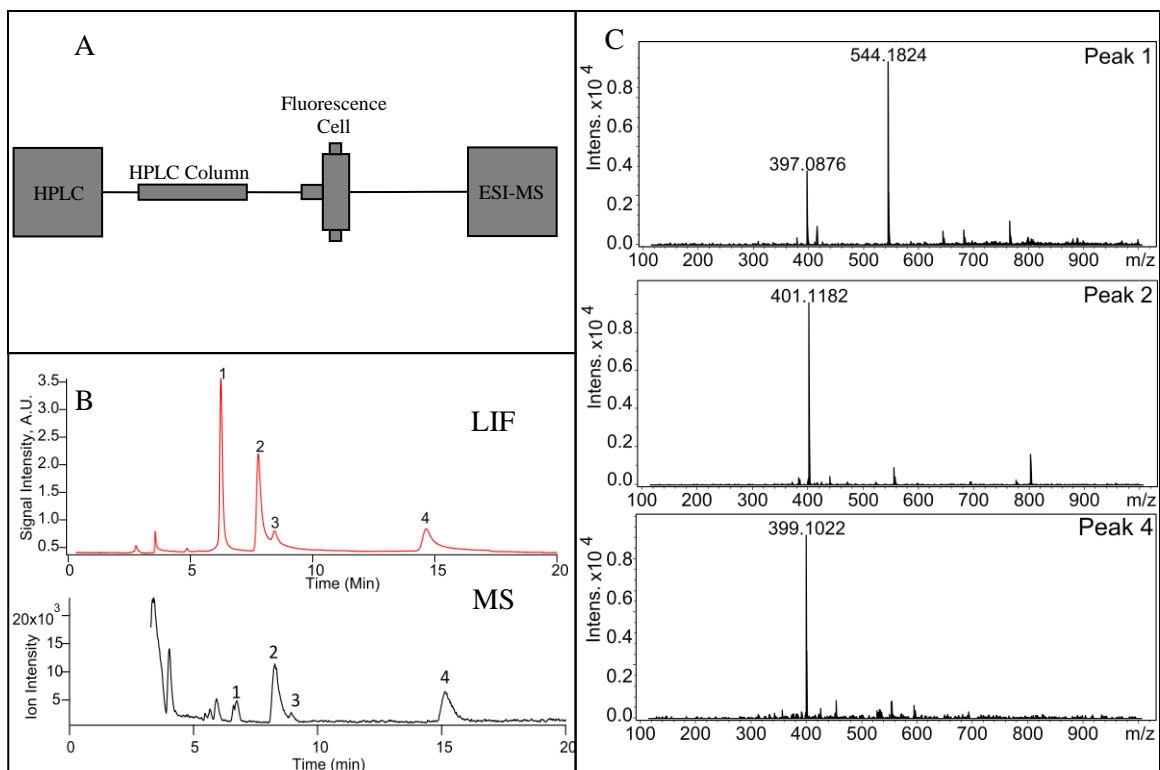 A
Fluorescence
Cell
HPLC Column
HPLC
ESI-MS
B
LIF
Signal Intensity, A.U.
3.5
3.0
2.5
2.0
1.5
1.0
0.5
1
2
3
4
0 5 10 15 20
Time (Min)
MS
Ion Intensity
20x10³
15
10
5
1
2
3
4
0 5 10 15 20
Time (min)
C
Peak 1
544.1824
397.0876
Intens. x10 4
0.8
0.6
0.4
0.2
0.0
100 200 300 400 500 600 700 800 900 m/z
Peak 2
401.1182
Intens. x10 4
0.8
0.6
0.4
0.2
0.0
100 200 300 400 500 600 700 800 900 m/z
Peak 4
399.1022
Intens. x10 4
0.8
0.6
0.4
0.2
0.0
100 200 300 400 500 600 700 800 900 m/z